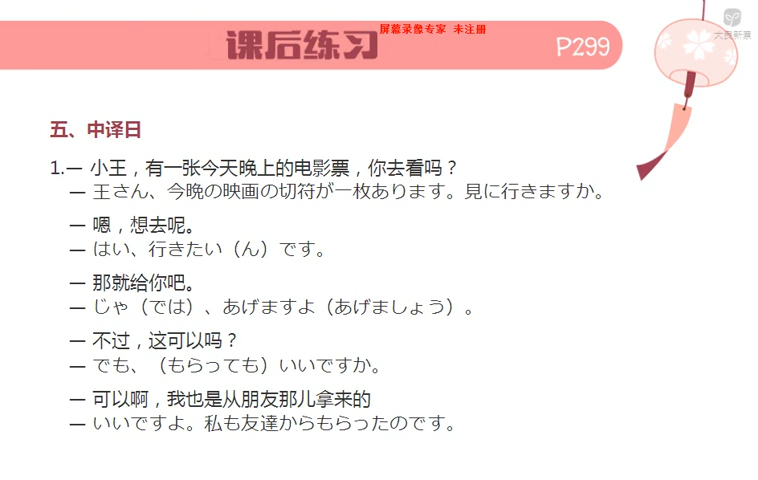 屏幕录像专家 未注册
课后练习
P299
大良新東
五、中译日
1.— 小王，有一张今天晚上的电影票，你去看吗？
— 王さん、今晩の映画の切符が一枚あります。見に行きますか。
— 嗯，想去呢。
— はい、行きたい（ん）です。
— 那就给你吧。
— じゃ（では）、あげますよ（あげましょう）。
— 不过，这可以吗？
— でも、（もらっても）いいですか。
— 可以啊，我也是从朋友那儿拿来的
— いいですよ。私も友達からもらったのです。